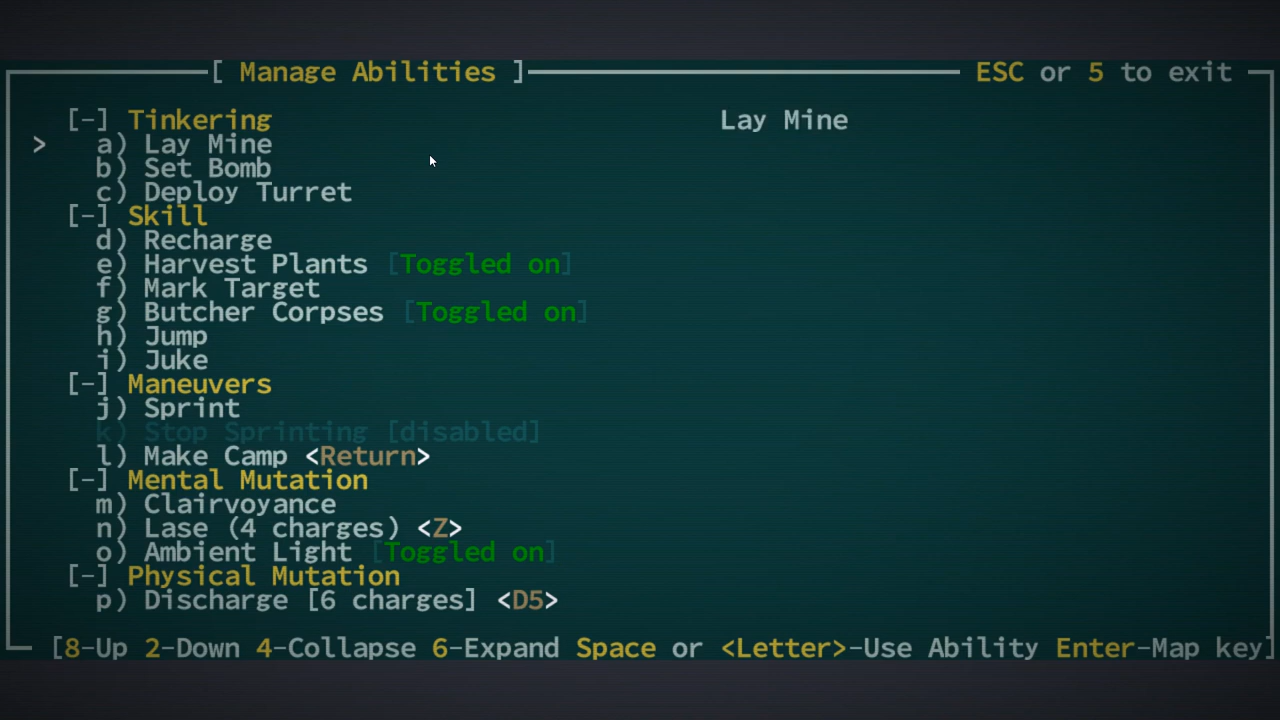 [ Manage Abilities ] ESC or 5 to exit
[-] Tinkering Lay Mine
> a) Lay Mine
b) Set Bomb
c) Deploy Turret
[-] Skill
d) Recharge
e) Harvest Plants [Toggled on]
f) Mark Target
g) Butcher Corpses [Toggled on]
h) Jump
i) Juke
[-] Maneuvers
j) Sprint
k) Stop Sprinting [disabled]
l) Make Camp <Return>
[-] Mental Mutation
m) Clairvoyance
n) Lase (4 charges) <Z>
o) Ambient Light [Toggled on]
[-] Physical Mutation
p) Discharge [6 charges] <D5>
[8-Up 2-Down 4-Collapse 6-Expand Space or <Letter>-Use Ability Enter-Map key]